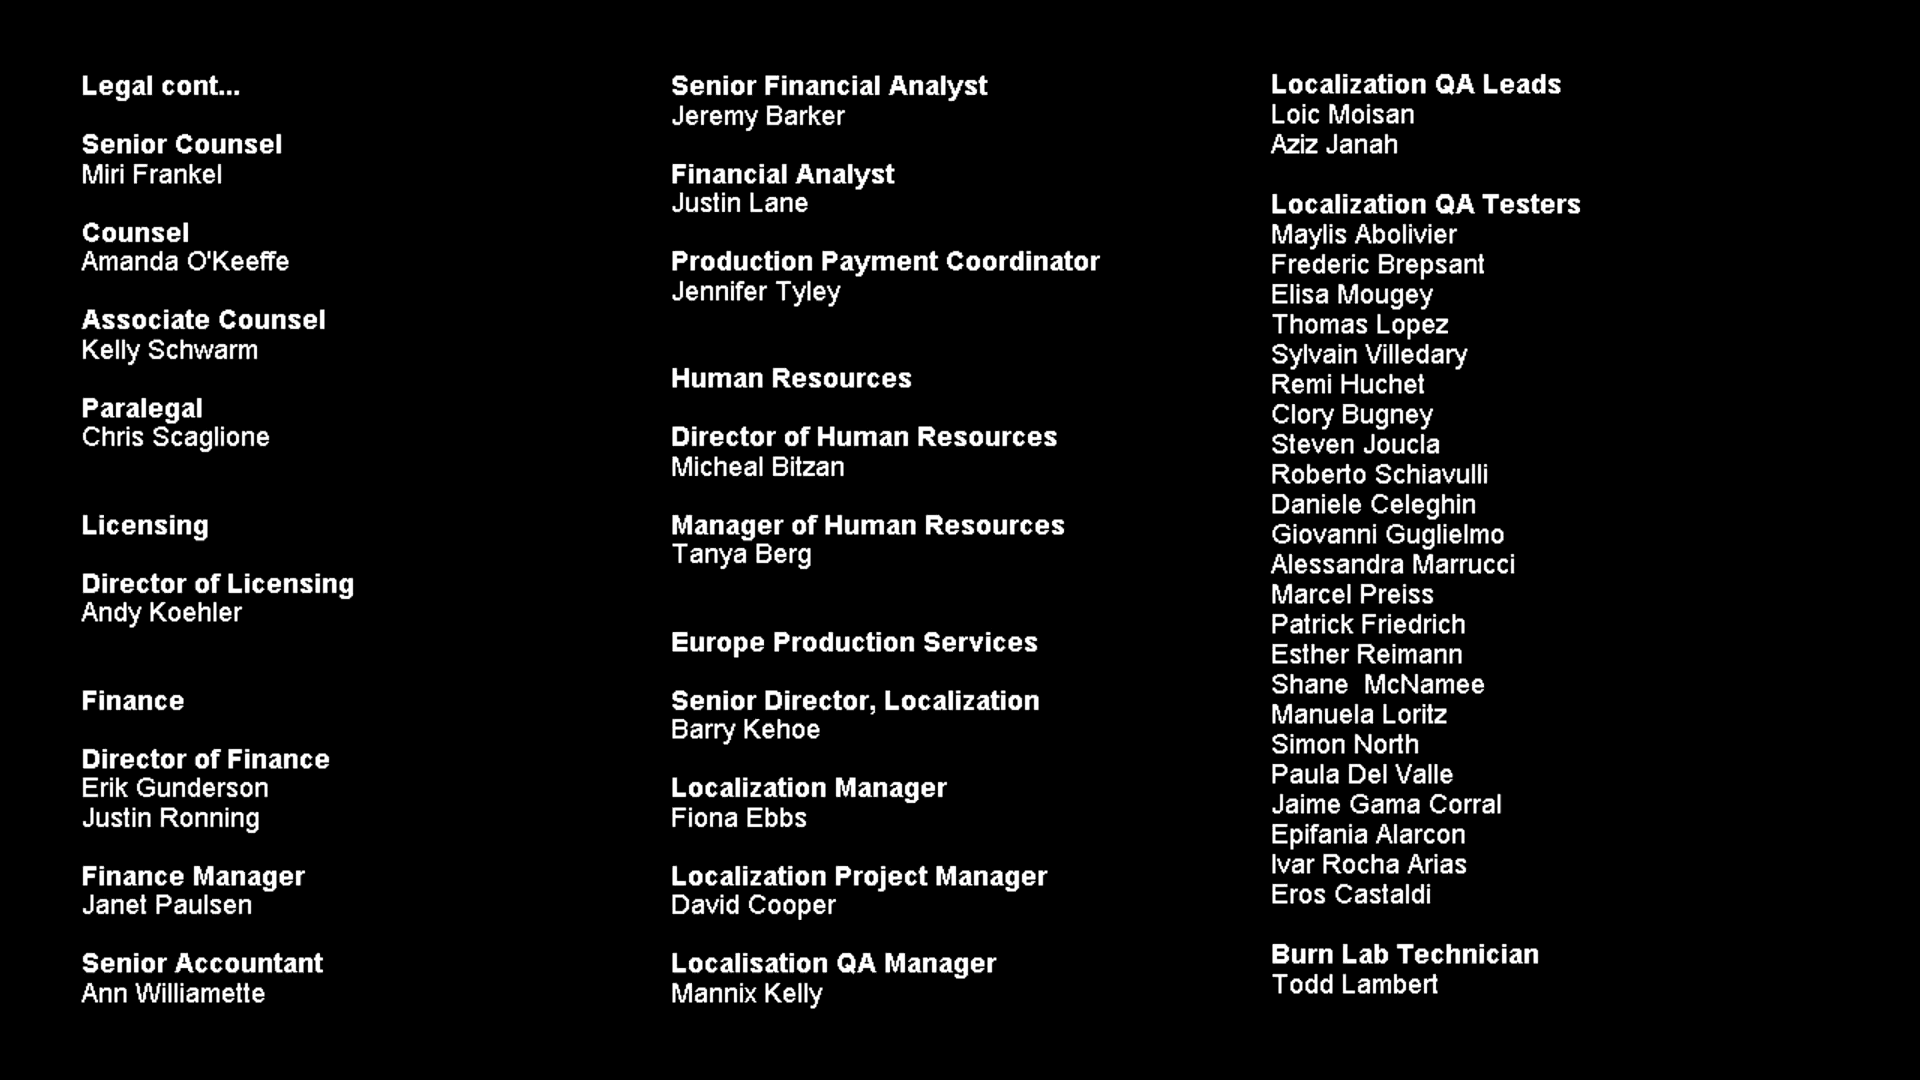 Legal cont...
Senior Counsel
Miri Frankel
Counsel
Amanda O'Keeffe
Associate Counsel
Kelly Schwarm
Paralegal
Chris Scaglione
Licensing
Director of Licensing
Andy Koehler
Finance
Director of Finance
Erik Gunderson
Justin Ronning
Finance Manager
Janet Paulsen
Senior Accountant
Ann Williamette
Senior Financial Analyst
Jeremy Barker
Financial Analyst
Justin Lane
Production Payment Coordinator
Jennifer Tyley
Human Resources
Director of Human Resources
Micheal Bitzan
Manager of Human Resources
Tanya Berg
Europe Production Services
Senior Director, Localization
Barry Kehoe
Localization Manager
Fiona Ebbs
Localization Project Manager
David Cooper
Localisation QA Manager
Mannix Kelly
Localization QA Leads
Loic Moisan
Aziz Janah
Localization QA Testers
Maylis Abolivier
Frederic Brepsant
Elisa Mougey
Thomas Lopez
Sylvain Villedary
Remi Huchet
Clory Bugney
Steven Joucla
Roberto Schiavulli
Daniele Celeghin
Giovanni Guglielmo
Alessandra Marrucci
Marcel Preiss
Patrick Friedrich
Esther Reimann
Shane  McNamee
Manuela Loritz
Simon North
Paula Del Valle
Jaime Gama Corral
Epifania Alarcon
Ivar Rocha Arias
Eros Castaldi
Burn Lab Technician
Todd Lambert